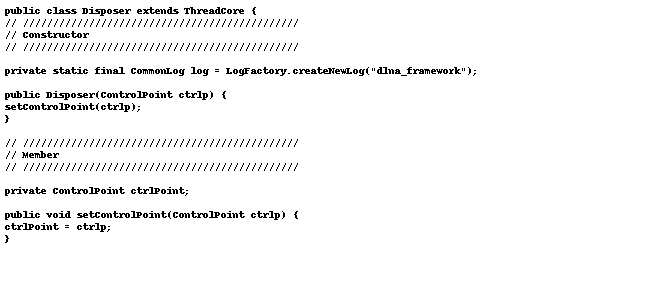 public class Disposer extends ThreadCore {
// //////////////////////////////////////////////
// Constructor
// //////////////////////////////////////////////
private static final CommonLog log = LogFactory.createNewLog("dlna_framework");
public Disposer(ControlPoint ctrlp) {
setControlPoint(ctrlp);
}
// //////////////////////////////////////////////
// Member
// //////////////////////////////////////////////
private ControlPoint ctrlPoint;
public void setControlPoint(ControlPoint ctrlp) {
ctrlPoint = ctrlp;
}